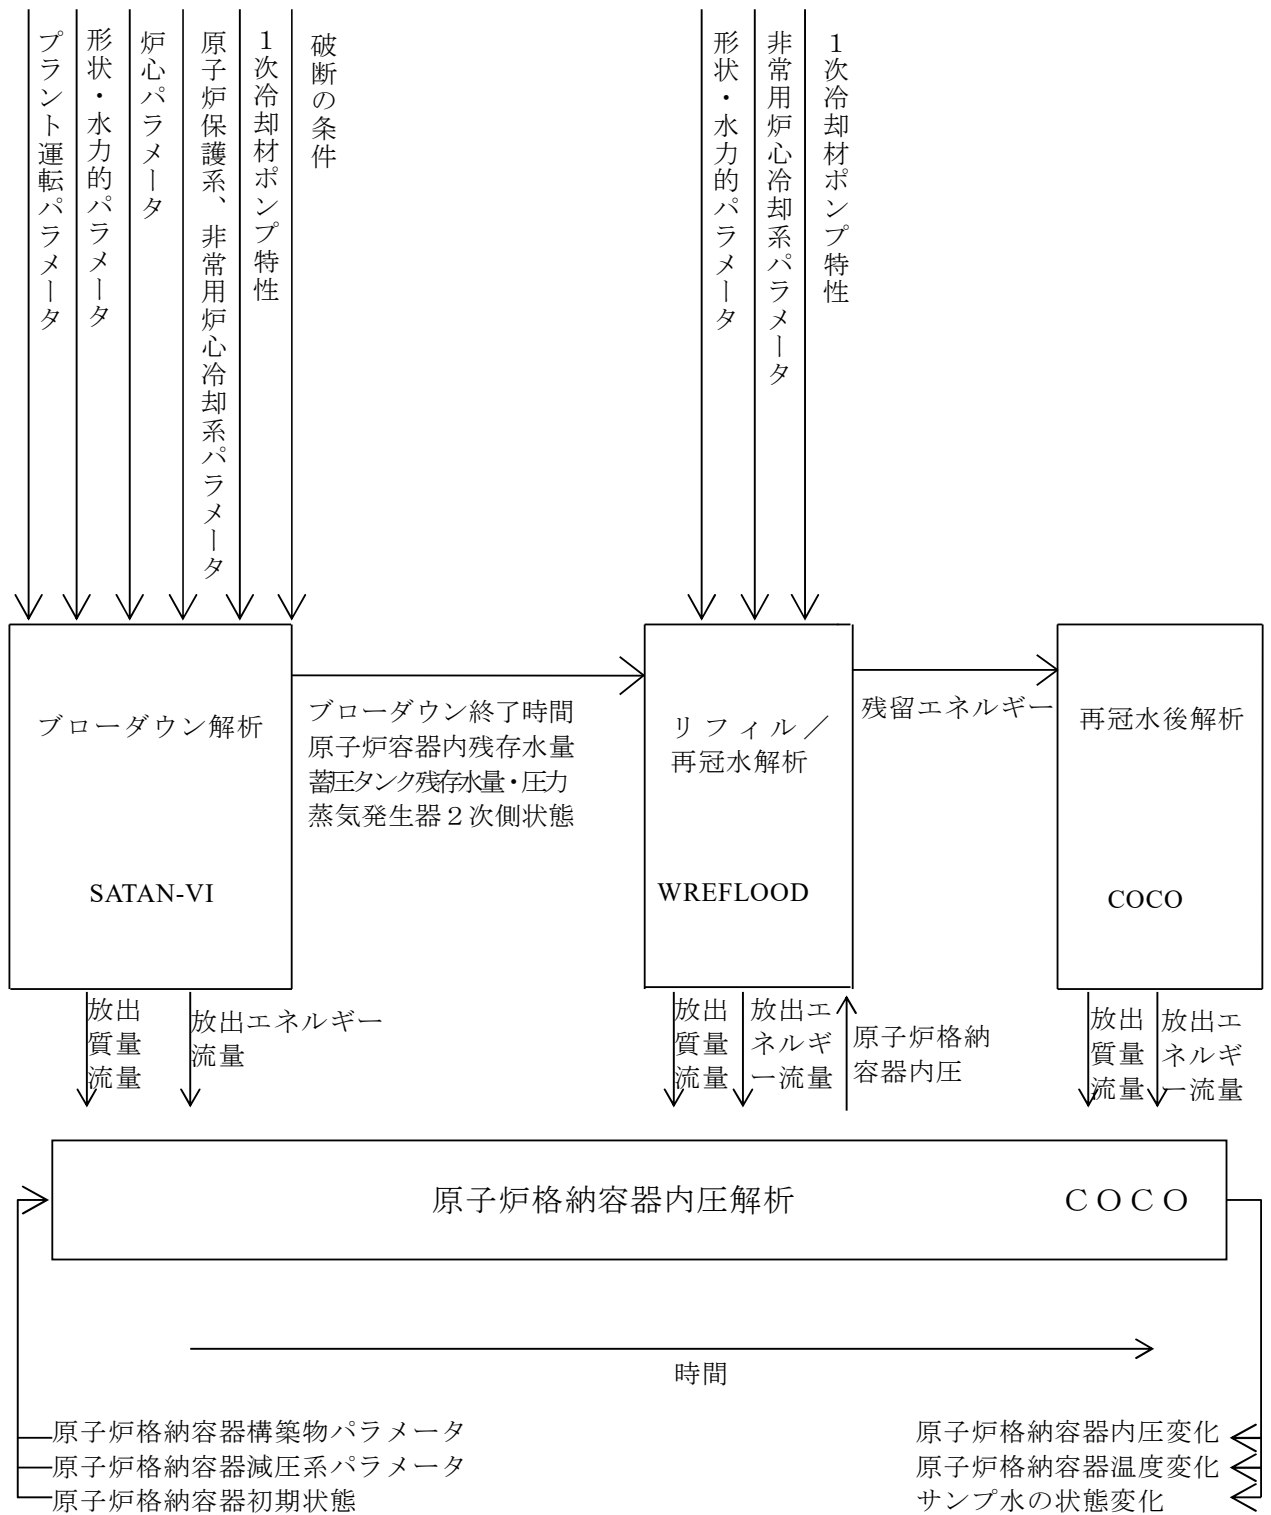 プラント運転パラメータ
形状・水力的パラメータ
炉心パラメータ
原子炉保護系、非常用炉心冷却系パラメータ
１次冷却材ポンプ特性
破断の条件
形状・水力的パラメータ
非常用炉心冷却系パラメータ
１次冷却材ポンプ特性
ブローダウン解析
SATAN-VI
ブローダウン終了時間
原子炉容器内残存水量
蓄圧タンク残存水量・圧力
蒸気発生器２次側状態
リフィル／
再冠水解析
WREFLOOD
残留エネルギー
再冠水後解析
COCO
放出
質量
流量
放出エネルギー
流量
放出
質量
流量
放出エ
ネルギ
ー流量
原子炉格納
容器内圧
放出
質量
流量
放出エ
ネルギ
ー流量
原子炉格納容器内圧解析
ＣＯＣＯ
時間
原子炉格納容器構築物パラメータ
原子炉格納容器減圧系パラメータ
原子炉格納容器初期状態
原子炉格納容器内圧変化
原子炉格納容器温度変化
サンプ水の状態変化